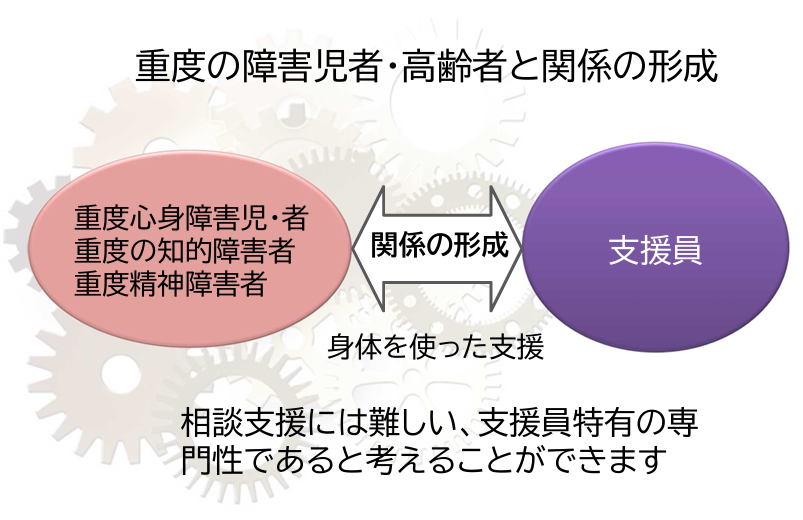 重度の障害児者・高齢者と関係の形成
重度心身障害児・者
重度の知的障害者
重度精神障害者
関係の形成
支援員
身体を使った支援
相談支援には難しい、支援員特有の専
門性であると考えることができます